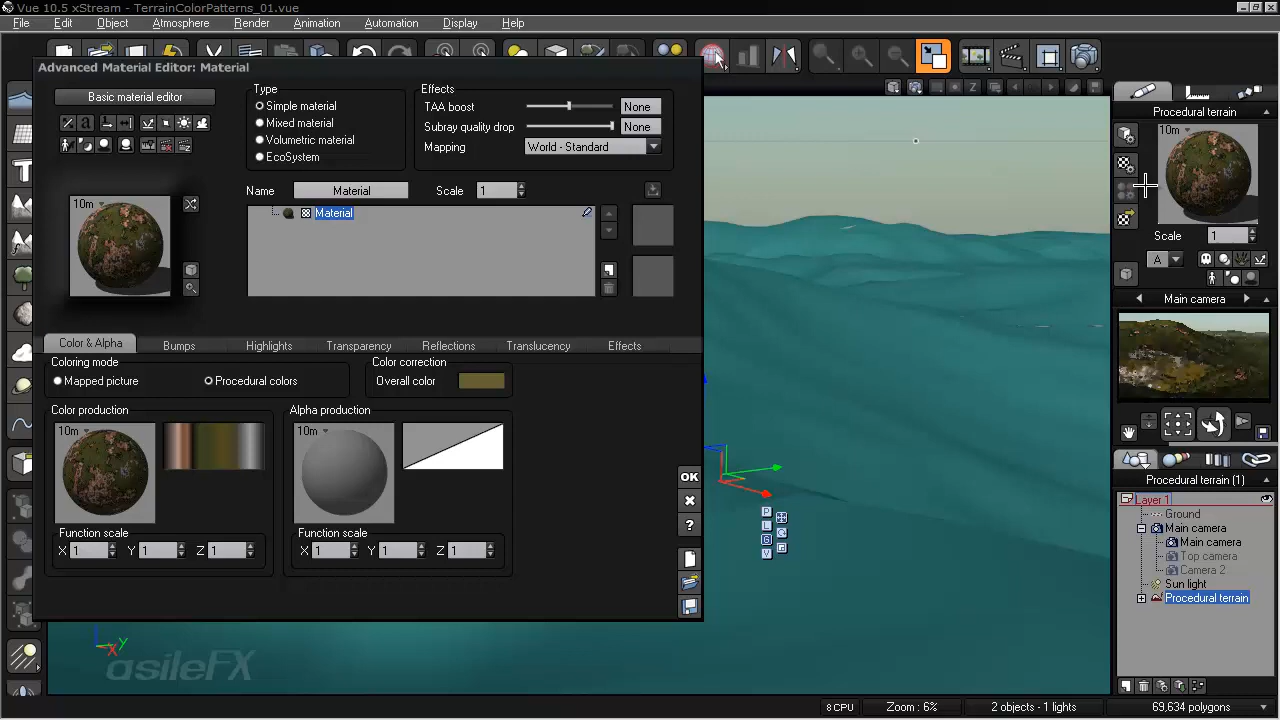 Vue 10.5 xStream - TerrainColorPatterns_01.vue
File Edit Object Atmosphere Render Animation Automation Display Help
Advanced Material Editor: Material
Basic material editor
Type
Simple material
Mixed material
Volumetric material
EcoSystem
Effects
TAA boost None
Subray quality drop None
Mapping World - Standard
Name Material Scale 1
10m
Material
Color & Alpha Bumps Highlights Transparency Reflections Translucency Effects
Coloring mode
Mapped picture Procedural colors
Color correction
Overall color
Color production
10m
Function scale
X 1 Y 1 Z 1
Alpha production
10m
Function scale
X 1 Y 1 Z 1
OK
?
P
L
G
V
X
Y
asileFX
Procedural terrain
10m
Scale 1
A
Main camera
Procedural terrain (1)
Layer 1
Ground
Main camera
Main camera
Top camera
Camera 2
Sun light
Procedural terrain
8 CPU Zoom : 6% 2 objects - 1 lights 69,634 polygons